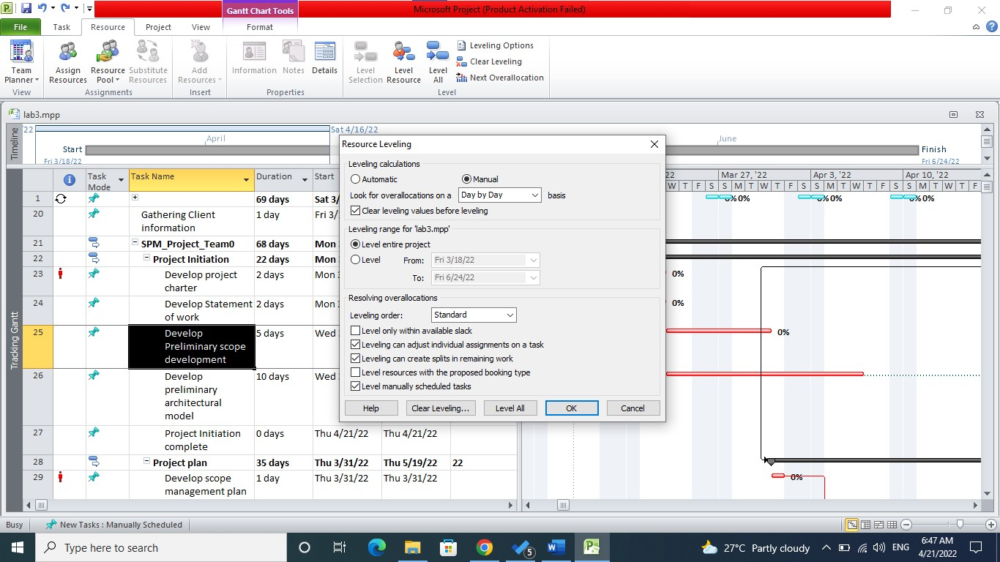 Gantt Chart Tools
Microsoft Project (Product Activation Failed)
File Task Resource Project View Format
Team Planner
Assign Resources
Resource Pool
Substitute Resources
Add Resources
Information
Notes
Details
Level Selection
Level Resource
Level All
Leveling Options
Clear Leveling
Next Overallocation
View Assignments Insert Properties Level
lab3.mpp
Timeline
'22
Sat 4/16/22
April
June
Start
Fri 3/18/22
Finish
Fri 6/24/22
Resource Leveling
Leveling calculations
Automatic Manual
Look for overallocations on a Day by Day basis
Clear leveling values before leveling
Leveling range for 'lab3.mpp'
Level entire project
Level From: Fri 3/18/22
To: Fri 6/24/22
Resolving overallocations
Leveling order: Standard
Level only within available slack
Leveling can adjust individual assignments on a task
Leveling can create splits in remaining work
Level resources with the proposed booking type
Level manually scheduled tasks
Help Clear Leveling... Level All OK Cancel
Tracking Gantt
Task Mode Task Name Duration Start
22 Mar 27, '22 Apr 3, '22 Apr 10, '22
W T F S S M T W T F S S M T W T F S S M T W T F
1 69 days Sat 3/
0% 0% 0% 0% 0% 0%
20 Gathering Client information 1 day Fri 3/
21 SPM_Project_Team0 68 days Mon
22 Project Initiation 22 days Mon
23 Develop project charter 2 days Mon
0%
24 Develop Statement of work 2 days Mon
0%
25 Develop Preliminary scope development 5 days Wed
0%
26 Develop preliminary architectural model 10 days Wed
27 Project Initiation complete 0 days Thu 4/21/22 Thu 4/21/22
28 Project plan 35 days Thu 3/31/22 Thu 5/19/22 22
29 Develop scope management plan 1 day Thu 3/31/22 Thu 3/31/22
0%
Busy New Tasks : Manually Scheduled
Type here to search
5
27°C Partly cloudy
ENG
6:47 AM
4/21/2022